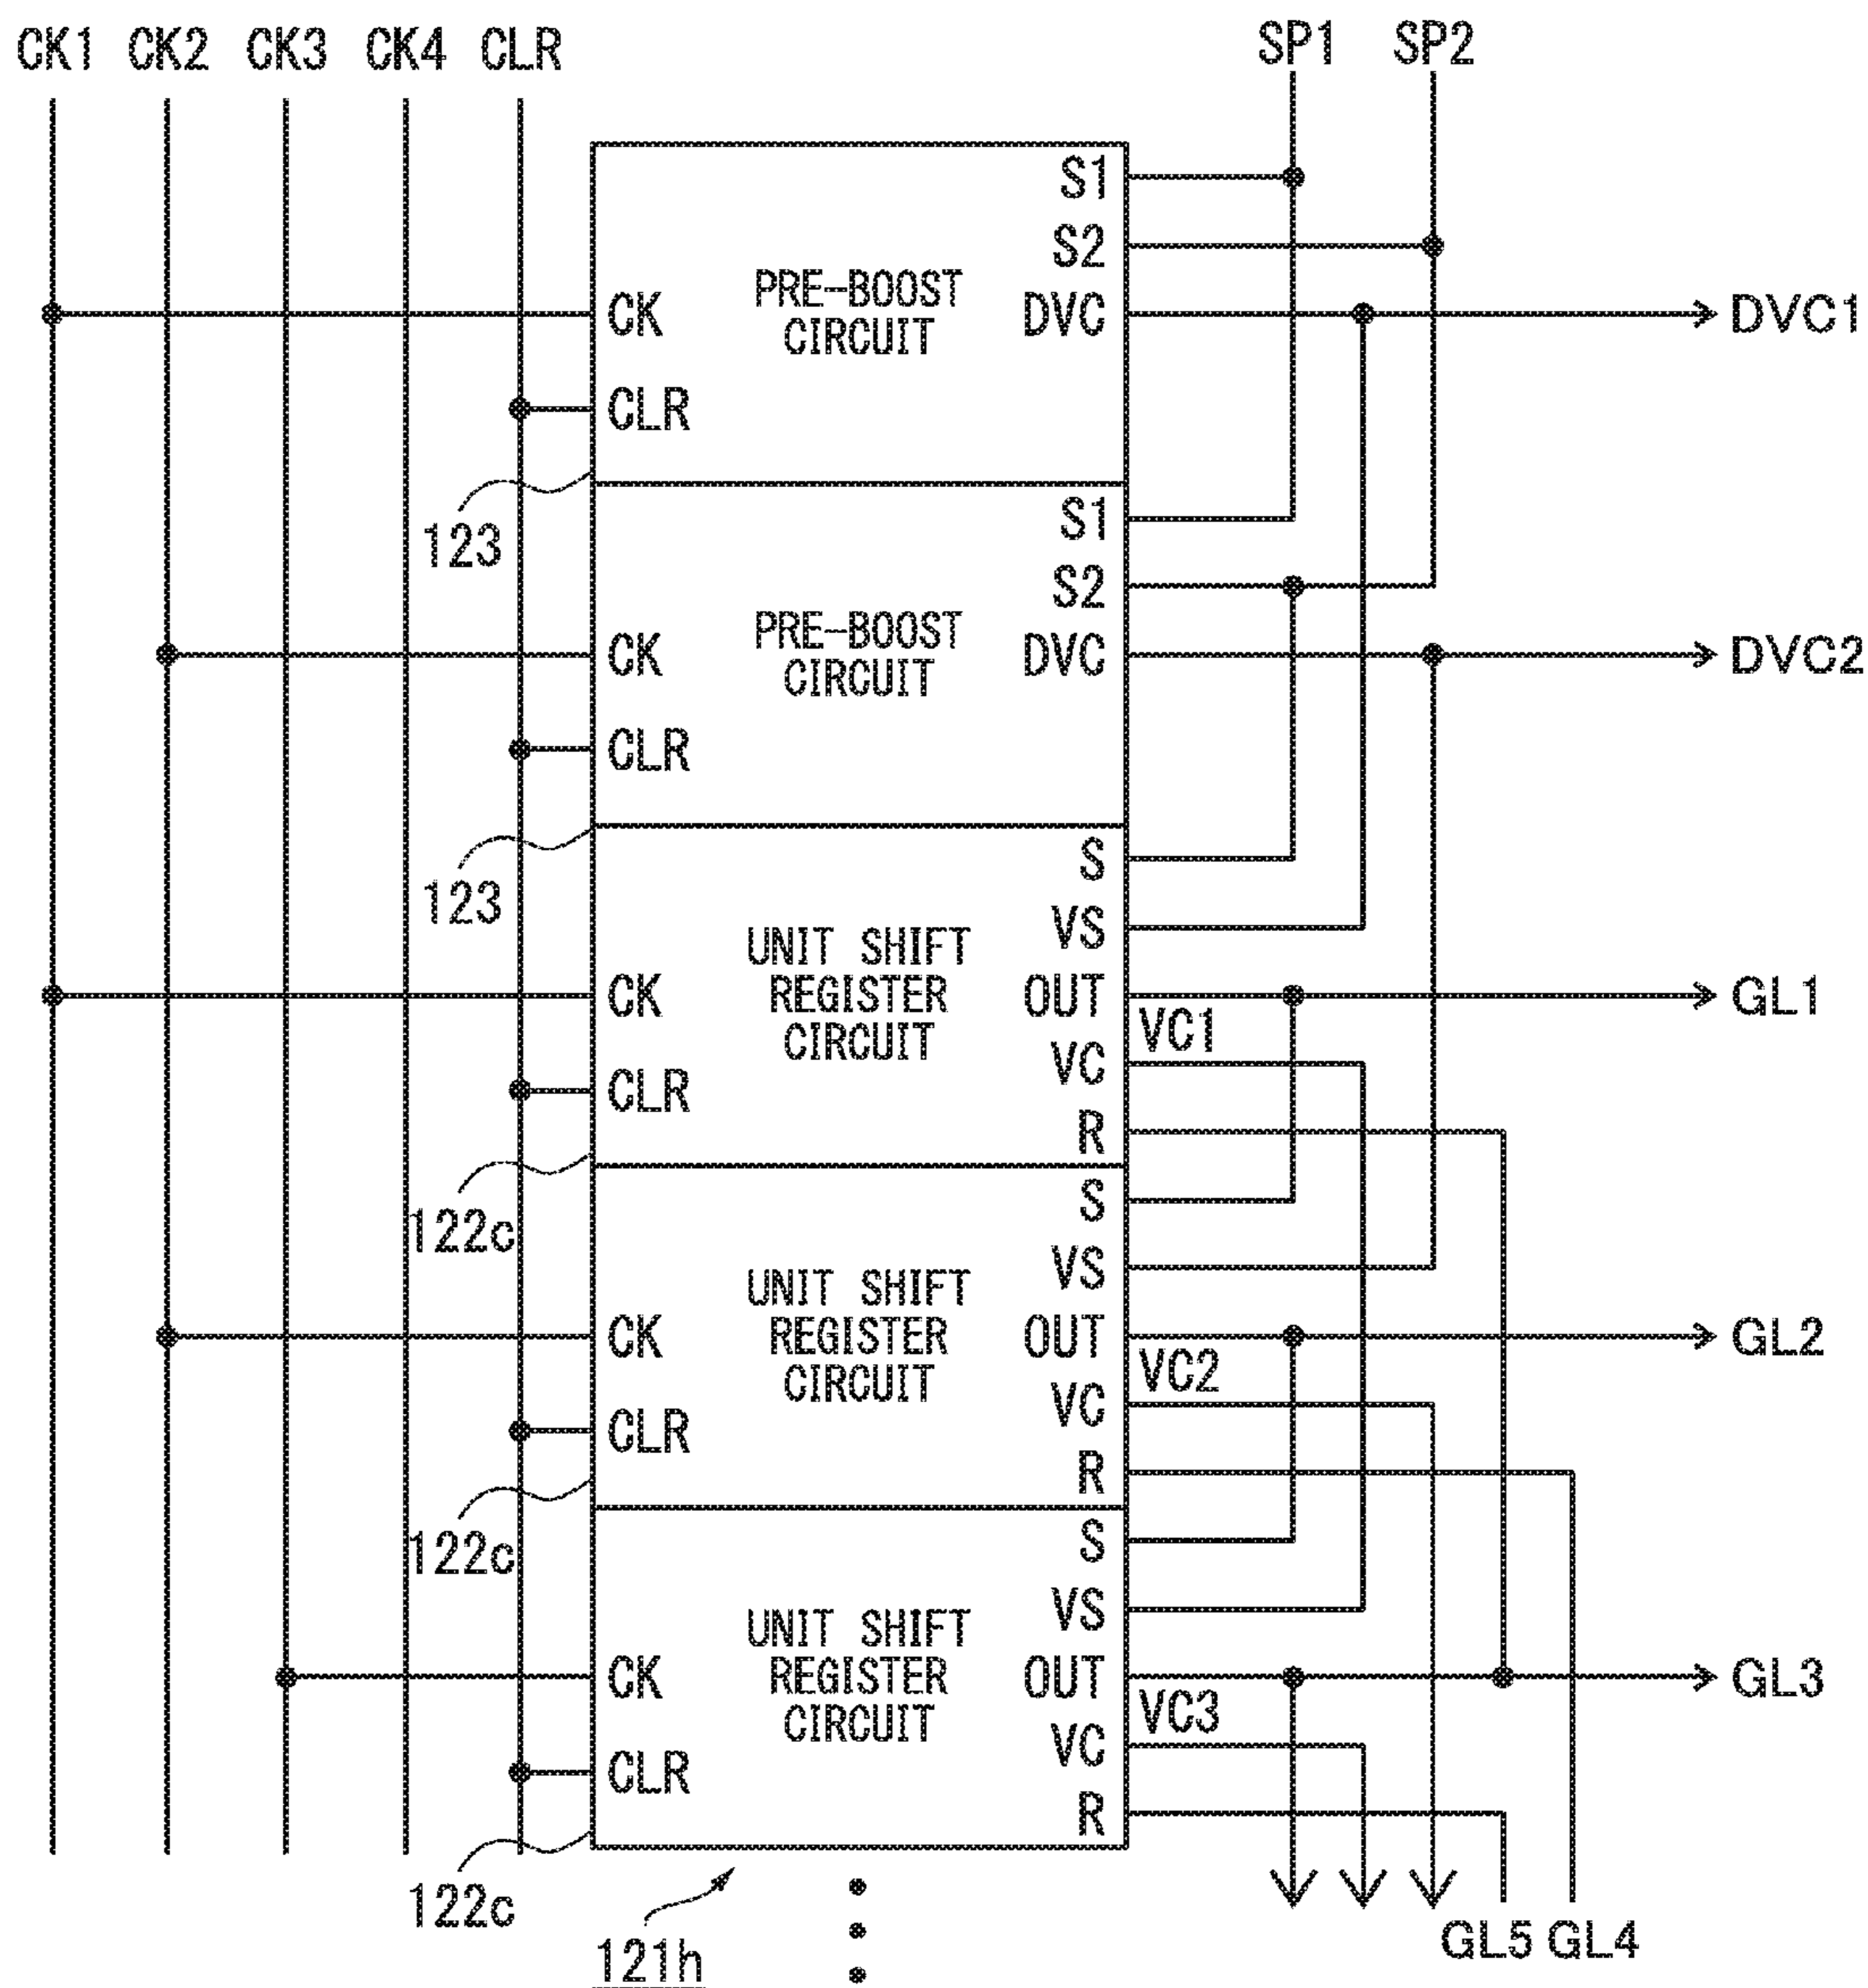 CK1 CK2 CK3 CK4 CLR SP1 SP2
S1
S2
PRE-BOOST
CIRCUIT
CK DVC DVC1
CLR
123
S1
S2
PRE-BOOST
CIRCUIT
CK DVC DVC2
CLR
123
S
VS
UNIT SHIFT
REGISTER
CIRCUIT
CK OUT GL1
VC1
VC
CLR
R
122c
S
VS
UNIT SHIFT
REGISTER
CIRCUIT
CK OUT GL2
VC2
VC
CLR
R
122c
S
VS
UNIT SHIFT
REGISTER
CIRCUIT
CK OUT GL3
VC3
VC
CLR
R
122c
121h
GL5 GL4